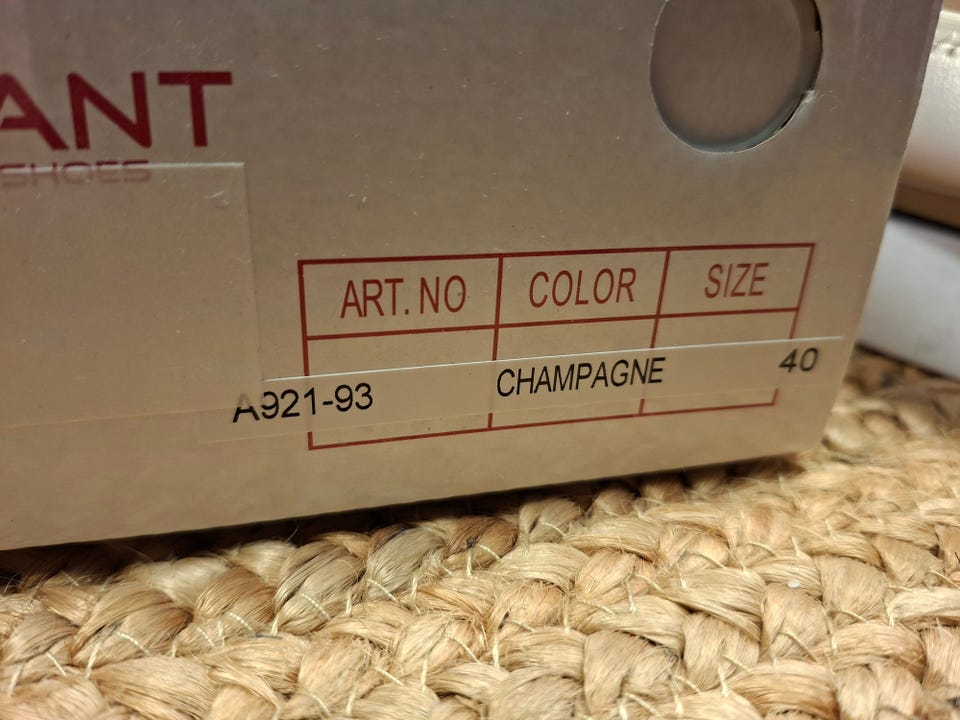 ANT
SHOES
ART. NO COLOR SIZE
A921-93 CHAMPAGNE 40